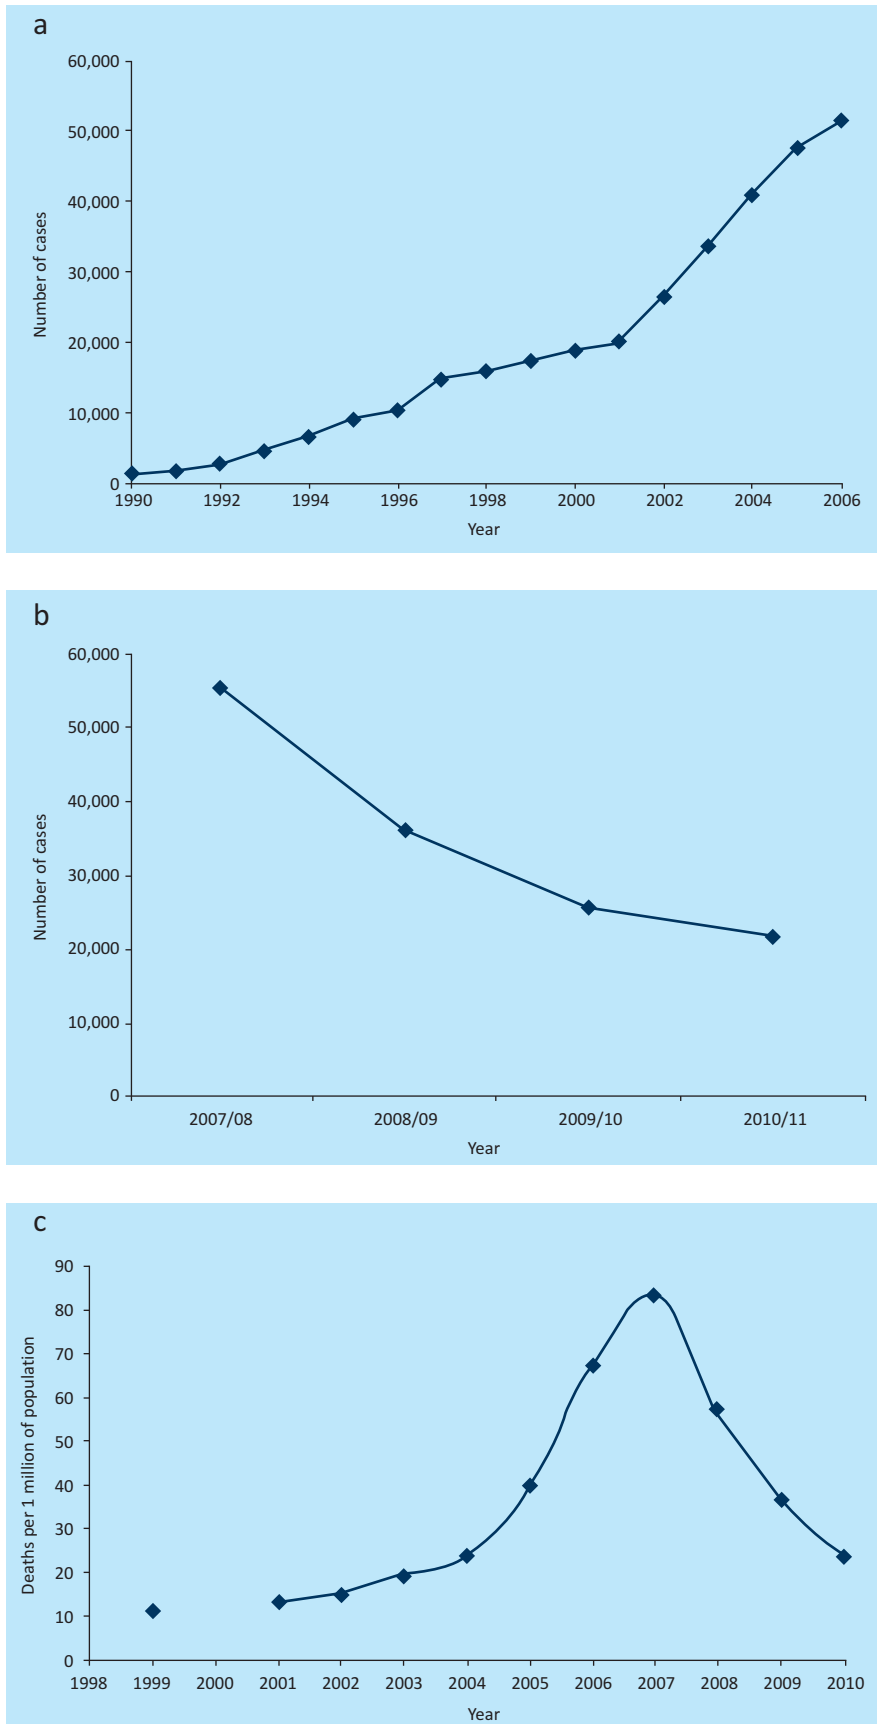 a
60,000
50,000
40,000
30,000
20,000
10,000
0
Number of cases
1990 1992 1994 1996 1998 2000 2002 2004 2006
Year
b
60,000
50,000
40,000
30,000
20,000
10,000
0
Number of cases
2007/08 2008/09 2009/10 2010/11
Year
c
90
80
70
60
50
40
30
20
10
0
Deaths per 1 million of population
1998 1999 2000 2001 2002 2003 2004 2005 2006 2007 2008 2009 2010
Year